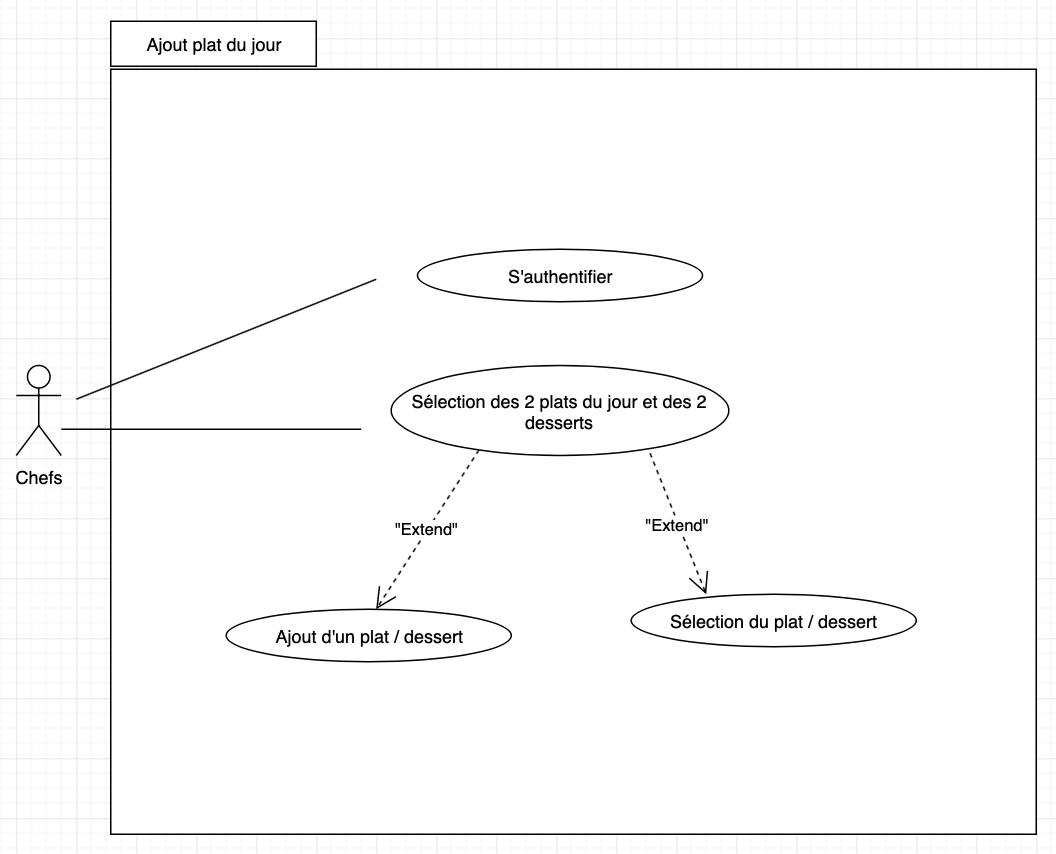 Ajout plat du jour
S'authentifier
Sélection des 2 plats du jour et des 2
desserts
Chefs
"Extend"
"Extend"
Ajout d'un plat / dessert
Sélection du plat / dessert